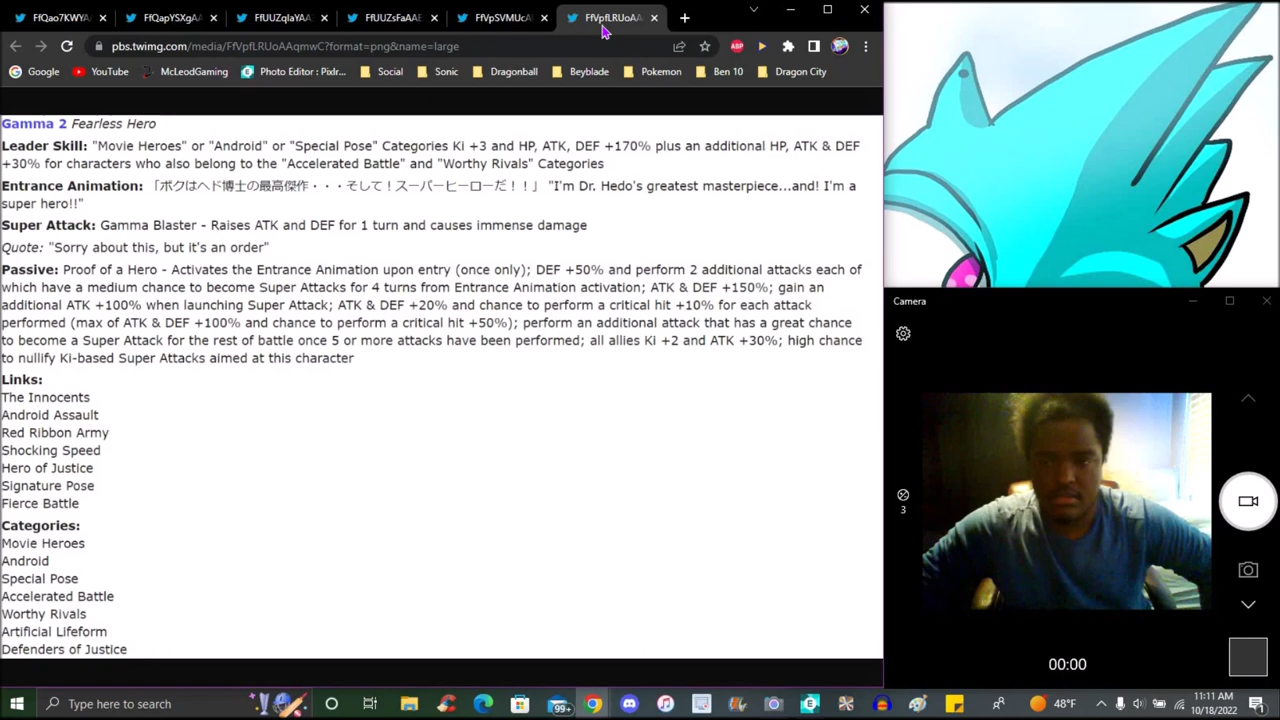 FfQao7KWYA
FfQapYSXgAA
FfUUZqlaYAA
FfUUZsFaAAE
FfVpSVMUcA
FfVpfLRUoAA
pbs.twimg.com/media/FfVpfLRUoAAqmwC?format=png&name=large
ABP
Google
YouTube
McLeodGaming
Photo Editor : Pixlr...
Social
Sonic
Dragonball
Beyblade
Pokemon
Ben 10
Dragon City
Gamma 2 Fearless Hero
Leader Skill: "Movie Heroes" or "Android" or "Special Pose" Categories Ki +3 and HP, ATK, DEF +170% plus an additional HP, ATK & DEF
+30% for characters who also belong to the "Accelerated Battle" and "Worthy Rivals" Categories
Entrance Animation: 「ボクはヘド博士の最高傑作・・・そして！スーパーヒーローだ！！」 "I'm Dr. Hedo's greatest masterpiece...and! I'm a
super hero!!"
Super Attack: Gamma Blaster - Raises ATK and DEF for 1 turn and causes immense damage
Quote: "Sorry about this, but it's an order"
Passive: Proof of a Hero - Activates the Entrance Animation upon entry (once only); DEF +50% and perform 2 additional attacks each of
which have a medium chance to become Super Attacks for 4 turns from Entrance Animation activation; ATK & DEF +150%; gain an
additional ATK +100% when launching Super Attack; ATK & DEF +20% and chance to perform a critical hit +10% for each attack
performed (max of ATK & DEF +100% and chance to perform a critical hit +50%); perform an additional attack that has a great chance
to become a Super Attack for the rest of battle once 5 or more attacks have been performed; all allies Ki +2 and ATK +30%; high chance
to nullify Ki-based Super Attacks aimed at this character
Links:
The Innocents
Android Assault
Red Ribbon Army
Shocking Speed
Hero of Justice
Signature Pose
Fierce Battle
Categories:
Movie Heroes
Android
Special Pose
Accelerated Battle
Worthy Rivals
Artificial Lifeform
Defenders of Justice
Camera
3
00:00
Type here to search
99+
48°F
11:11 AM
10/18/2022
1